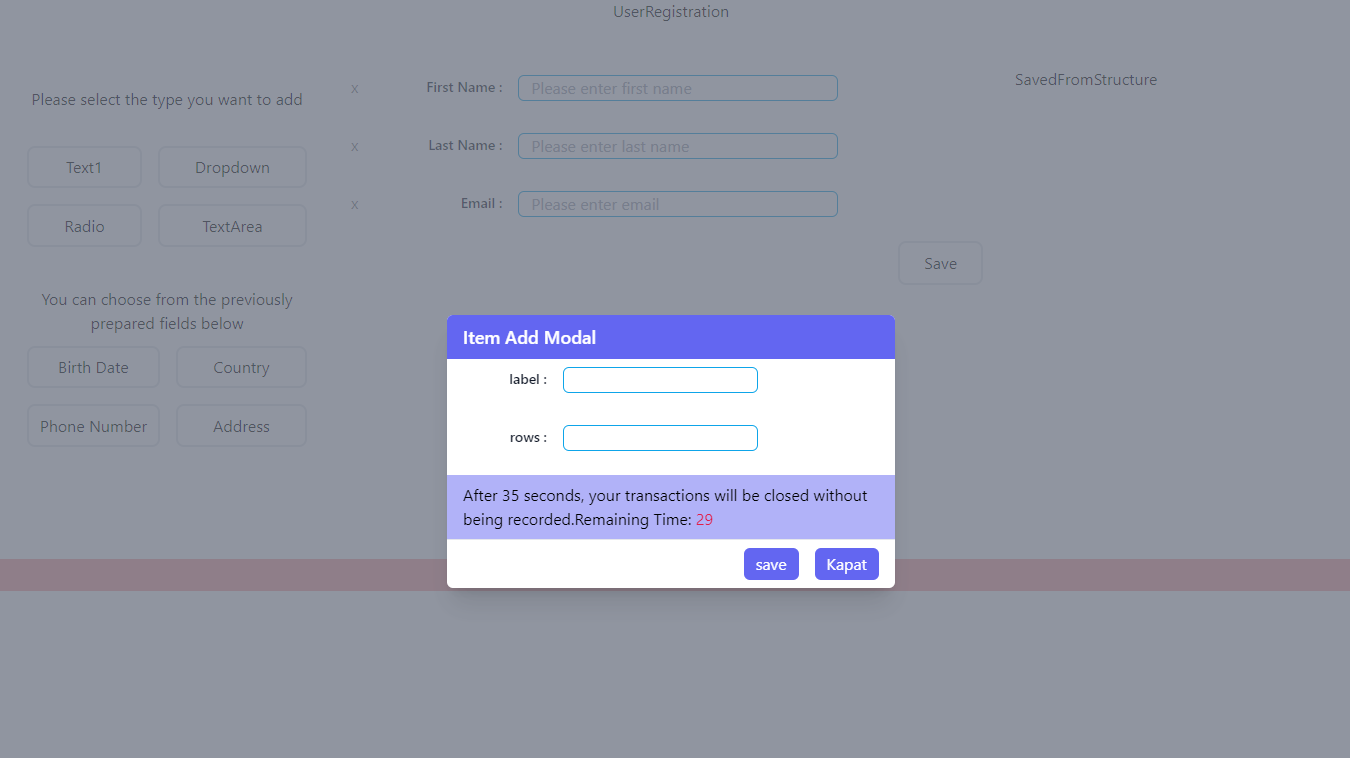 UserRegistration
Please select the type you want to add
Text1
Dropdown
Radio
TextArea
You can choose from the previously
prepared fields below
Birth Date
Country
Phone Number
Address
x
First Name :
Please enter first name
x
Last Name :
Please enter last name
x
Email :
Please enter email
Save
SavedFromStructure
Item Add Modal
label :
rows :
After 35 seconds, your transactions will be closed without
being recorded.Remaining Time: 29
save
Kapat